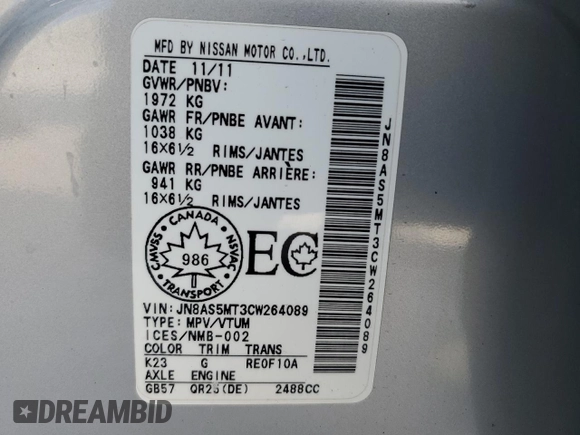 MFD BY NISSAN MOTOR CO.,LTD.
DATE 11/11
GVWR/PNBV:
1972 KG
GAWR FR/PNBE AVANT:
1038 KG
16X6½ RIMS/JANTES
GAWR RR/PNBE ARRIÈRE:
941 KG
16X6½ RIMS/JANTES
CANADA
CMVSS NSVAC
986
TRANSPORT
EC
VIN: JN8AS5MT3CW264089
TYPE: MPV/VTUM
ICES/NMB-002
COLOR TRIM TRANS
K23 G RE0F10A
AXLE ENGINE
GB57 QR25(DE) 2488CC
JN8AS5MT3CW264089
DREAMBID